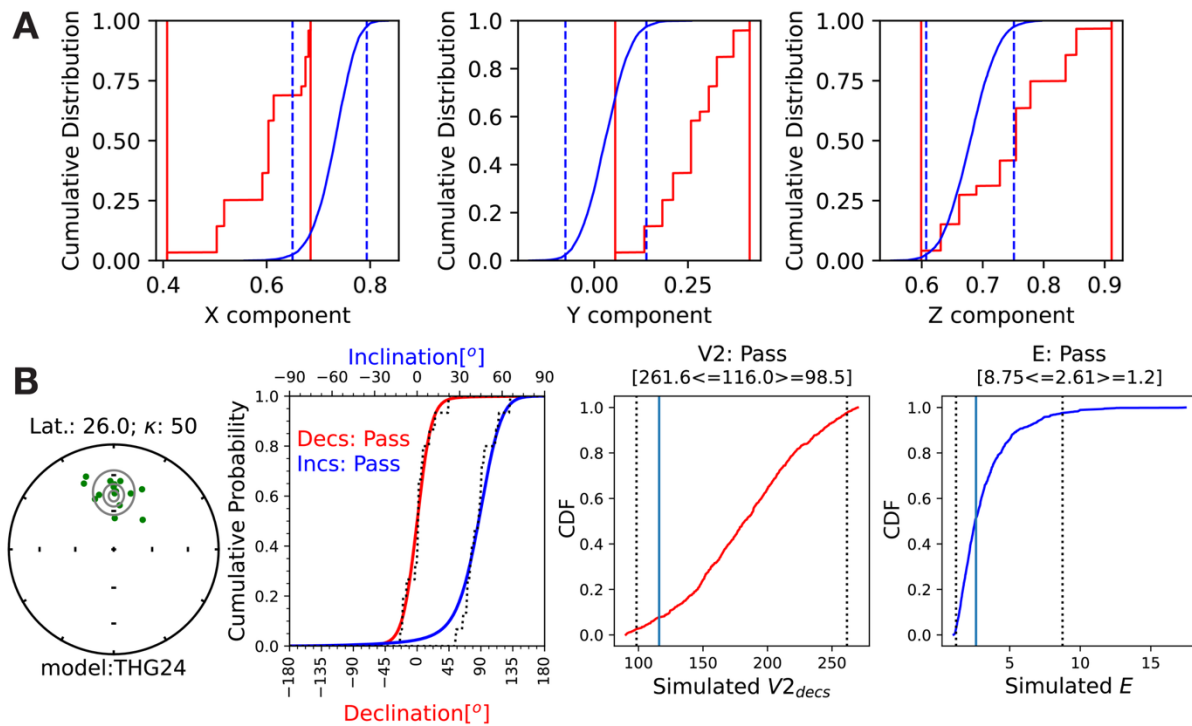 A
Cumulative Distribution
1.00
0.75
0.50
0.25
0.00
0.4
0.6
0.8
X component
Cumulative Distribution
1.0
0.8
0.6
0.4
0.2
0.0
0.00
0.25
Y component
Cumulative Distribution
1.00
0.75
0.50
0.25
0.00
0.6
0.7
0.8
0.9
Z component
B
Lat.: 26.0; κ: 50
model:THG24
Inclination[°]
−90 −60 −30 0 30 60 90
Cumulative Probability
1.0
0.8
0.6
0.4
0.2
0.0
Decs: Pass
Incs: Pass
−180 −135 −90 −45 0 45 90 135 180
Declination[°]
V2: Pass
[261.6<=116.0>=98.5]
CDF
1.0
0.8
0.6
0.4
0.2
0.0
100 150 200 250
Simulated V2decs
E: Pass
[8.75<=2.61>=1.2]
CDF
1.0
0.8
0.6
0.4
0.2
0.0
5 10 15
Simulated E